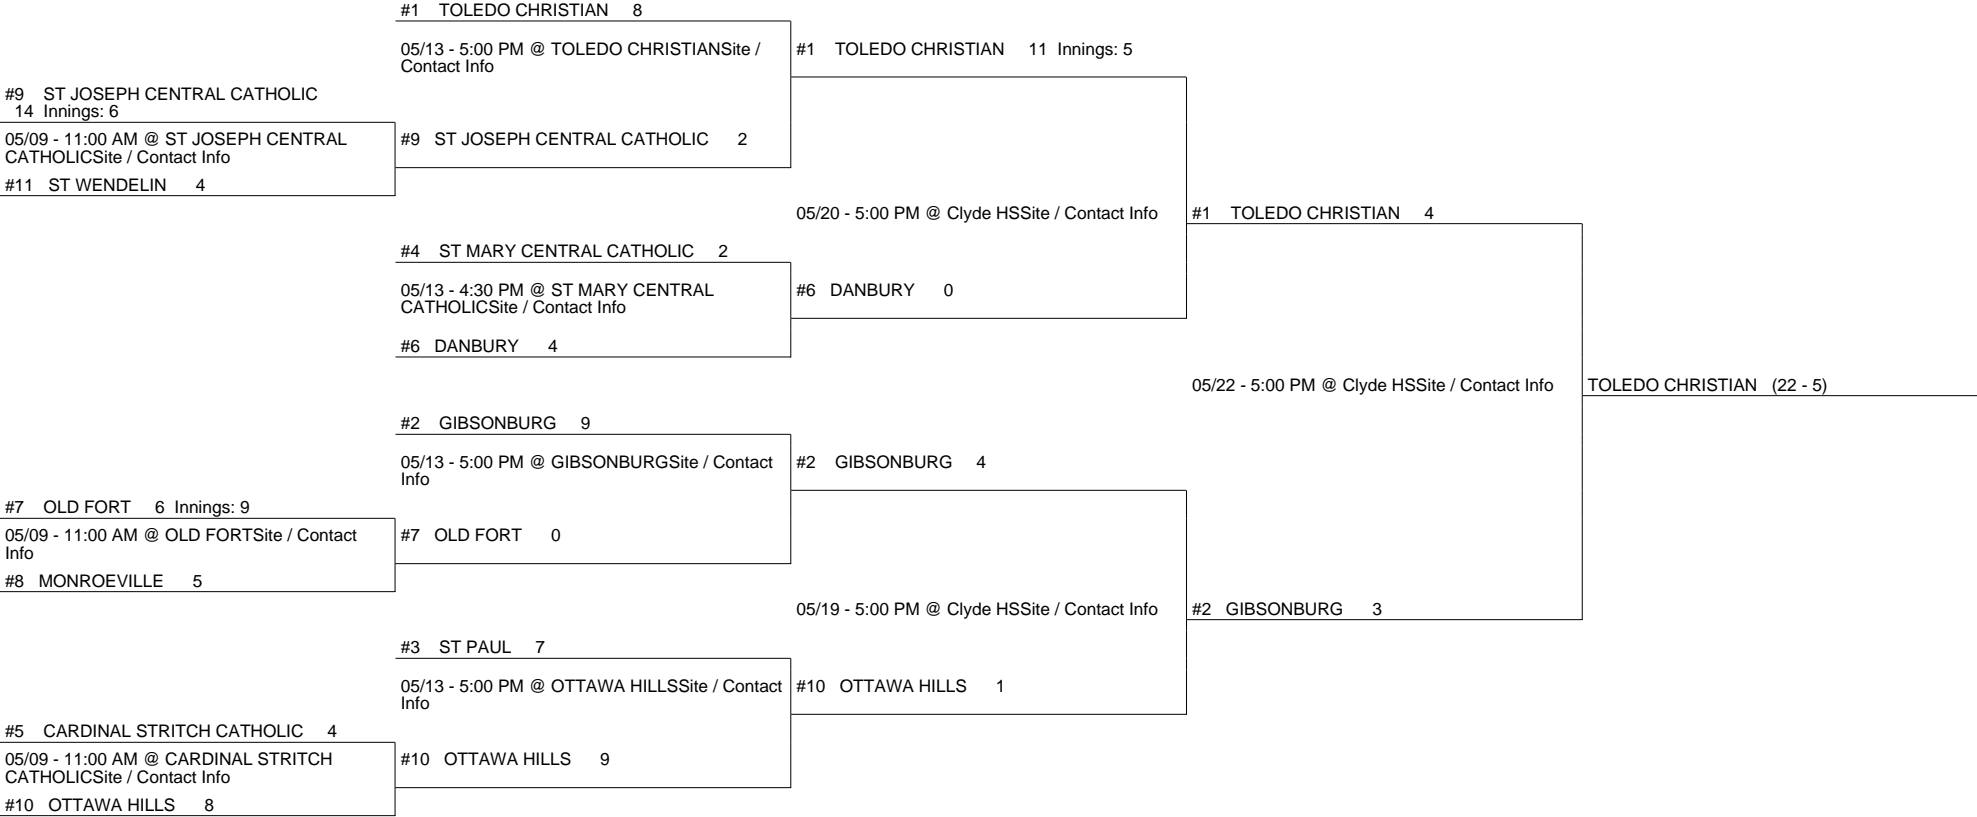 #1 TOLEDO CHRISTIAN 8
05/13 - 5:00 PM @ TOLEDO CHRISTIANSite /
Contact Info
#1 TOLEDO CHRISTIAN 11 Innings: 5
#9 ST JOSEPH CENTRAL CATHOLIC
14 Innings: 6
05/09 - 11:00 AM @ ST JOSEPH CENTRAL
CATHOLICSite / Contact Info
#9 ST JOSEPH CENTRAL CATHOLIC 2
#11 ST WENDELIN 4
05/20 - 5:00 PM @ Clyde HSSite / Contact Info
#1 TOLEDO CHRISTIAN 4
#4 ST MARY CENTRAL CATHOLIC 2
05/13 - 4:30 PM @ ST MARY CENTRAL
CATHOLICSite / Contact Info
#6 DANBURY 0
#6 DANBURY 4
05/22 - 5:00 PM @ Clyde HSSite / Contact Info
TOLEDO CHRISTIAN (22 - 5)
#2 GIBSONBURG 9
05/13 - 5:00 PM @ GIBSONBURGSite / Contact
Info
#2 GIBSONBURG 4
#7 OLD FORT 6 Innings: 9
05/09 - 11:00 AM @ OLD FORTSite / Contact
Info
#7 OLD FORT 0
#8 MONROEVILLE 5
05/19 - 5:00 PM @ Clyde HSSite / Contact Info
#2 GIBSONBURG 3
#3 ST PAUL 7
05/13 - 5:00 PM @ OTTAWA HILLSSite / Contact
Info
#10 OTTAWA HILLS 1
#5 CARDINAL STRITCH CATHOLIC 4
05/09 - 11:00 AM @ CARDINAL STRITCH
CATHOLICSite / Contact Info
#10 OTTAWA HILLS 9
#10 OTTAWA HILLS 8